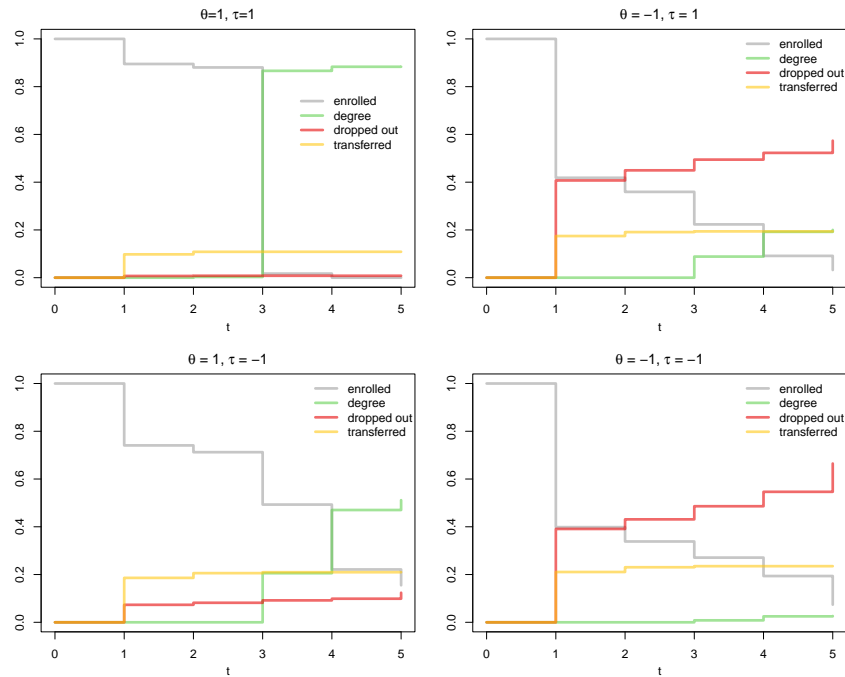 θ=1, τ=1
1.0
0.8
0.6
0.4
0.2
0.0
enrolled
degree
dropped out
transferred
0 1 2 3 4 5
t
θ = −1, τ = 1
1.0
0.8
0.6
0.4
0.2
0.0
enrolled
degree
dropped out
transferred
0 1 2 3 4 5
t
θ = 1, τ = −1
1.0
0.8
0.6
0.4
0.2
0.0
enrolled
degree
dropped out
transferred
0 1 2 3 4 5
t
θ = −1, τ = −1
1.0
0.8
0.6
0.4
0.2
0.0
enrolled
degree
dropped out
transferred
0 1 2 3 4 5
t